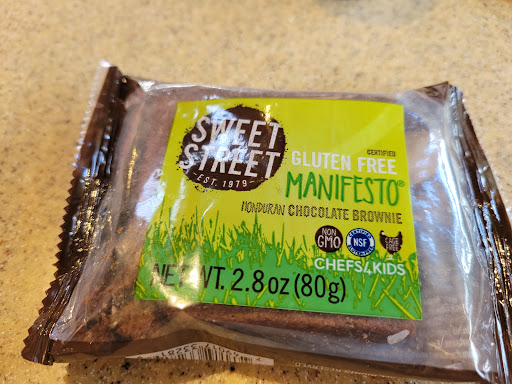 SWEET
STREET
EST. 1979
CERTIFIED
GLUTEN FREE
MANIFESTO®
HONDURAN CHOCOLATE BROWNIE
NON
GMO
NSF
CAGE
FREE
CHEFS4KIDS
NET WT. 2.8 oz (80g)